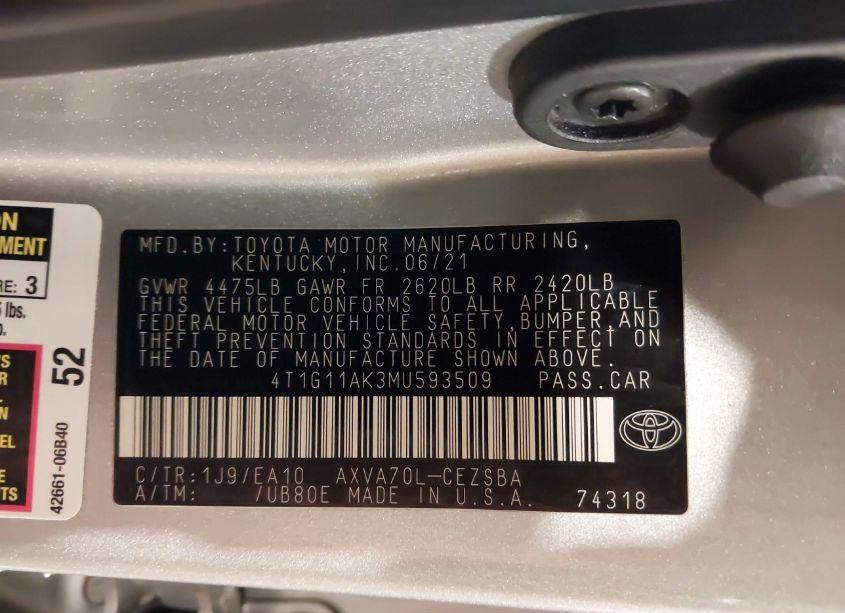 ON
MENT
RE: 3
lbs.
52
42661-06B40
MFD.BY:TOYOTA MOTOR MANUFACTURING,
KENTUCKY,INC.06/21
GVWR 4475LB GAWR FR 2620LB RR 2420LB
THIS VEHICLE CONFORMS TO ALL APPLICABLE
FEDERAL MOTOR VEHICLE SAFETY,BUMPER,AND
THEFT PREVENTION STANDARDS IN EFFECT ON
THE DATE OF MANUFACTURE SHOWN ABOVE.
4T1G11AK3MU593509 PASS.CAR
C/TR:1J9/EA10 AXVA70L-CEZSBA
A/TM: /UB80E MADE IN U.S.A. 74318